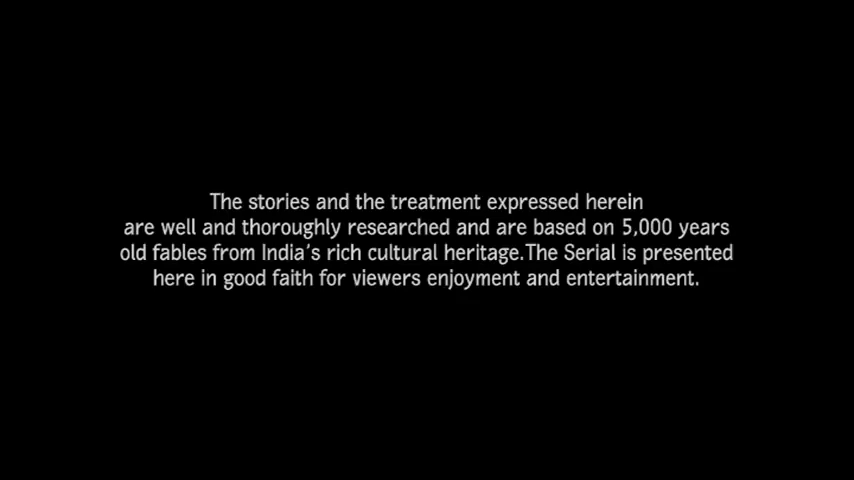 The stories and the treatment expressed herein
are well and thoroughly researched and are based on 5,000 years
old fables from India's rich cultural heritage.The Serial is presented
here in good faith for viewers enjoyment and entertainment.